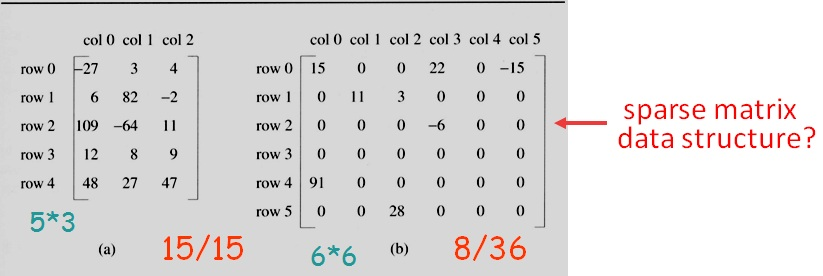 col 0 col 1 col 2
row 0 -27 3 4
row 1 6 82 -2
row 2 109 -64 11
row 3 12 8 9
row 4 48 27 47
5*3
(a) 15/15
col 0 col 1 col 2 col 3 col 4 col 5
row 0 15 0 0 22 0 -15
row 1 0 11 3 0 0 0
row 2 0 0 0 -6 0 0
row 3 0 0 0 0 0 0
row 4 91 0 0 0 0 0
row 5 0 0 28 0 0 0
6*6 (b) 8/36
sparse matrix
data structure?